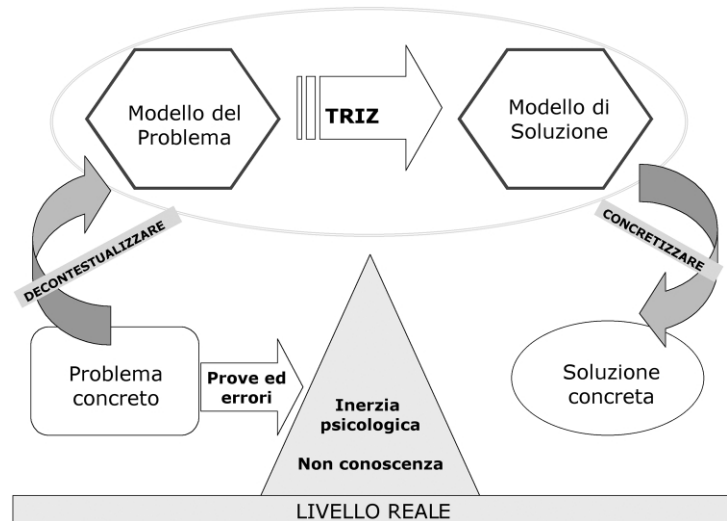 Modello del
Problema
TRIZ
Modello di
Soluzione
DECONTESTUALIZZARE
CONCRETIZZARE
Problema
concreto
Prove ed
errori
Inerzia
psicologica
Non conoscenza
Soluzione
concreta
LIVELLO REALE